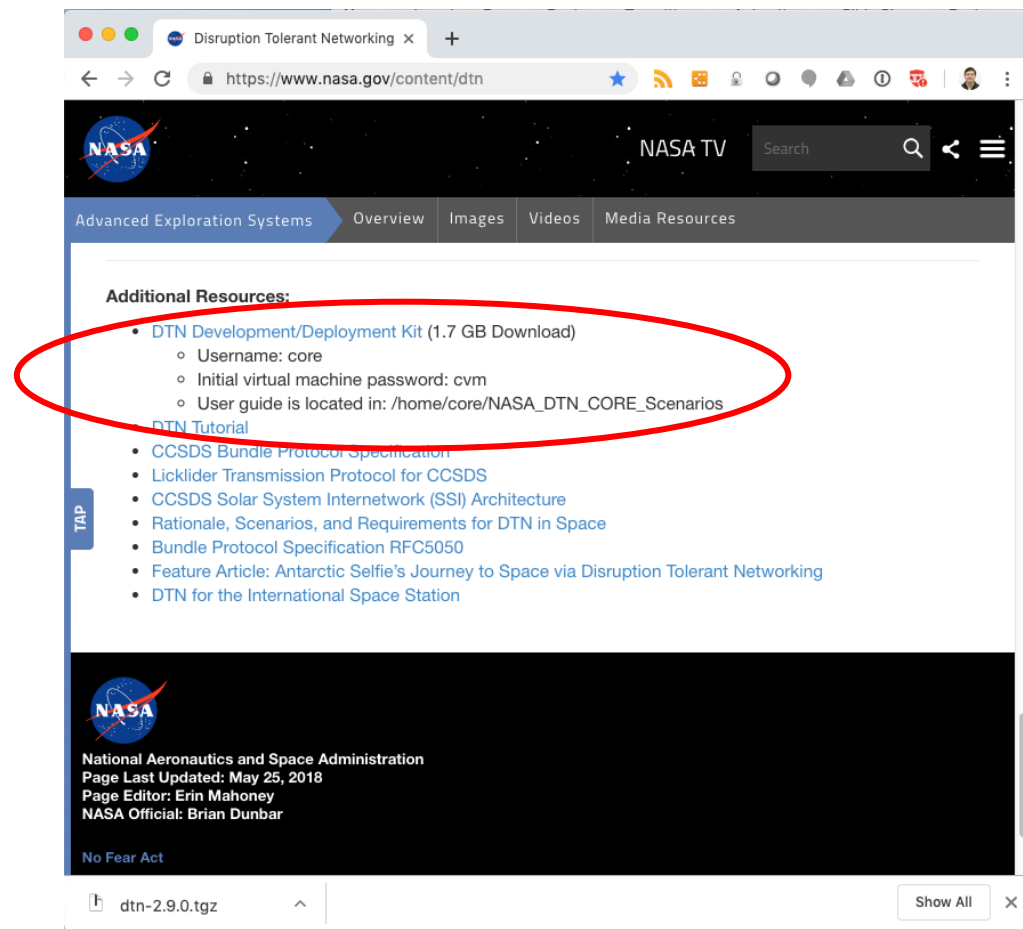 Disruption Tolerant Networking
https://www.nasa.gov/content/dtn
NASA
NASA TV
Search
Advanced Exploration Systems
Overview
Images
Videos
Media Resources
Additional Resources:
DTN Development/Deployment Kit (1.7 GB Download)
Username: core
Initial virtual machine password: cvm
User guide is located in: /home/core/NASA_DTN_CORE_Scenarios
DTN Tutorial
CCSDS Bundle Protocol Specification
Licklider Transmission Protocol for CCSDS
CCSDS Solar System Internetwork (SSI) Architecture
Rationale, Scenarios, and Requirements for DTN in Space
Bundle Protocol Specification RFC5050
Feature Article: Antarctic Selfie's Journey to Space via Disruption Tolerant Networking
DTN for the International Space Station
TAP
NASA
National Aeronautics and Space Administration
Page Last Updated: May 25, 2018
Page Editor: Erin Mahoney
NASA Official: Brian Dunbar
No Fear Act
dtn-2.9.0.tgz
Show All